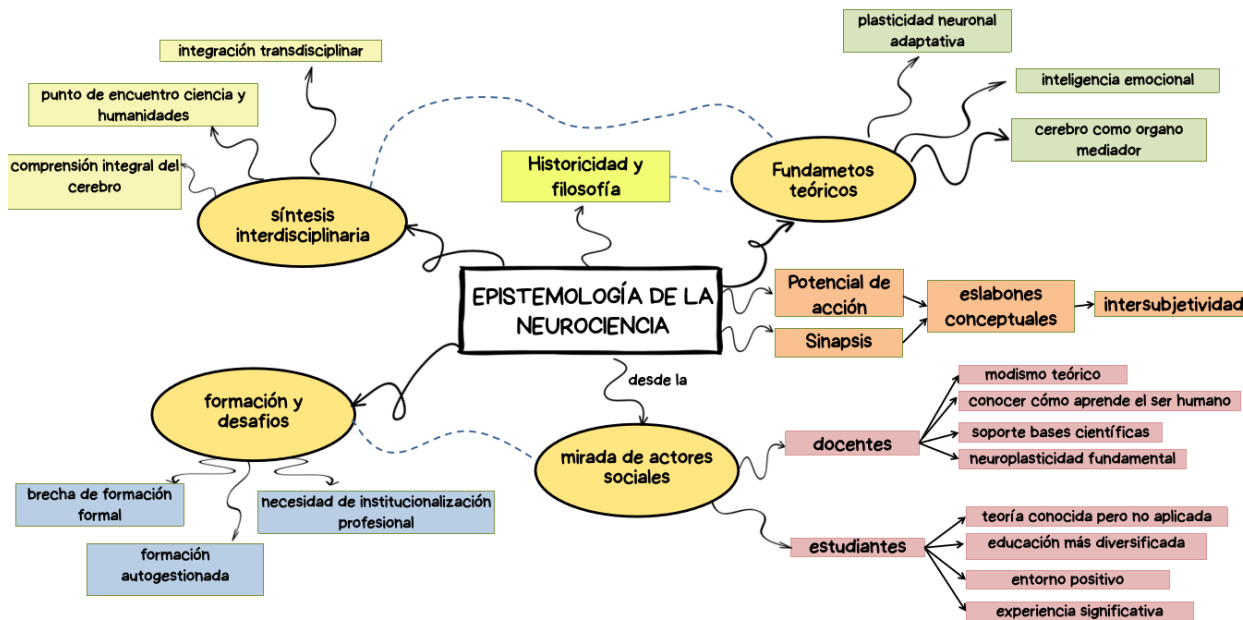 integración transdisciplinar
punto de encuentro ciencia y
humanidades
comprensión integral del
cerebro
síntesis
interdisciplinaria
Historicidad y
filosofía
plasticidad neuronal
adaptativa
inteligencia emocional
cerebro como organo
mediador
Fundametos
teóricos
EPISTEMOLOGÍA DE LA
NEUROCIENCIA
Potencial de
acción
Sinapsis
eslabones
conceptuales
intersubjetividad
desde la
formación y
desafios
brecha de formación
formal
formación
autogestionada
necesidad de institucionalización
profesional
mirada de actores
sociales
docentes
modismo teórico
conocer cómo aprende el ser humano
soporte bases científicas
neuroplasticidad fundamental
estudiantes
teoría conocida pero no aplicada
educación más diversificada
entorno positivo
experiencia significativa